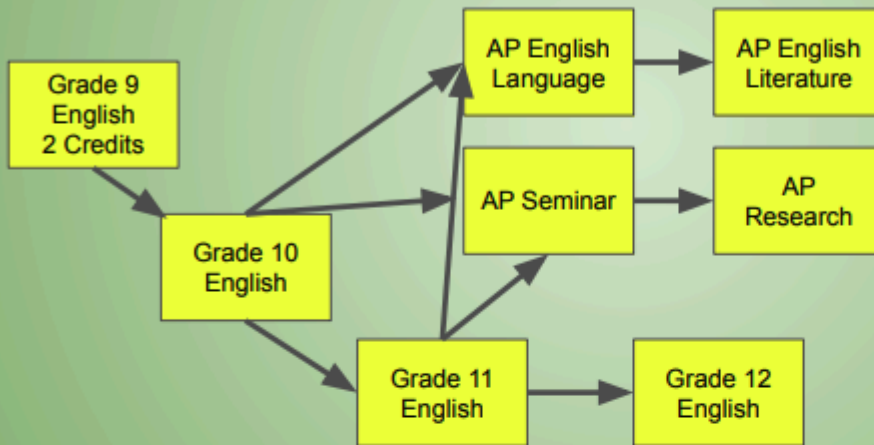 Grade 9
English
2 Credits
Grade 10
English
AP English
Language
AP English
Literature
AP Seminar
AP
Research
Grade 11
English
Grade 12
English